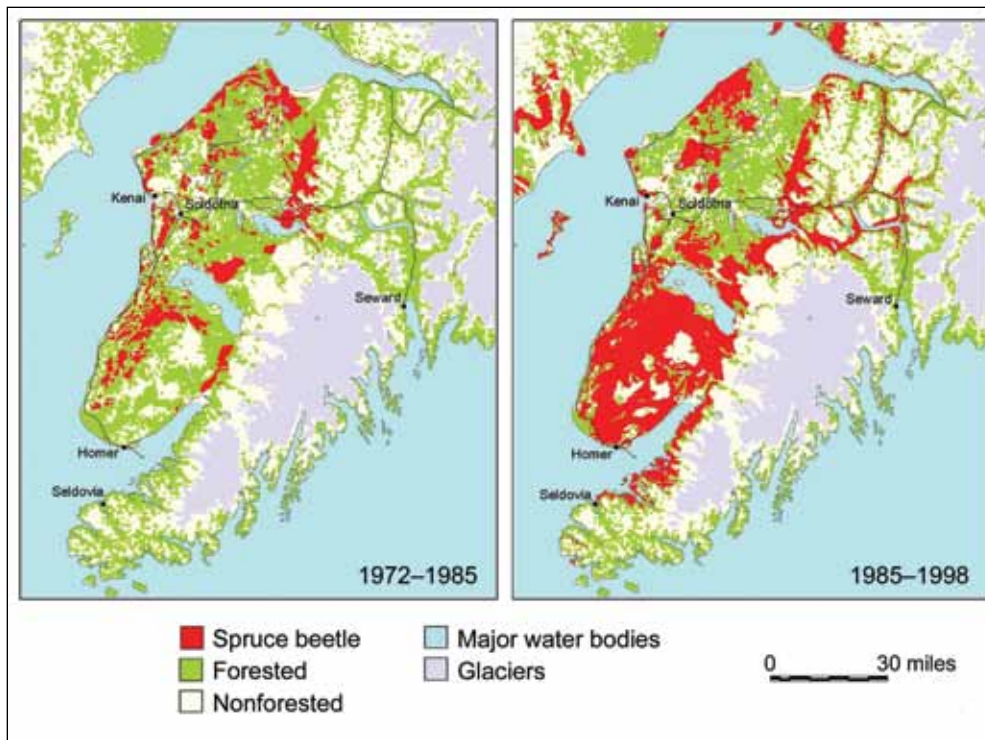 Kenai
Soldotna
Seward
Homer
Seldovia
1972–1985
Kenai
Soldotna
Seward
Homer
Seldovia
1985–1998
Spruce beetle
Forested
Nonforested
Major water bodies
Glaciers
0 30 miles